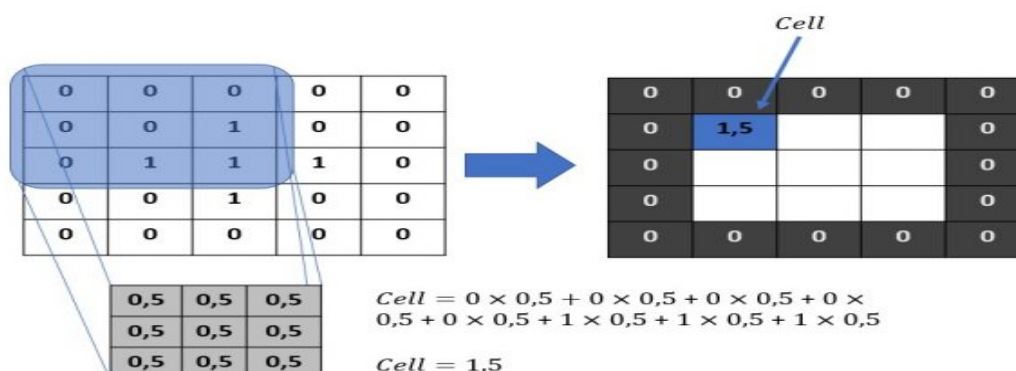 Cell
0 0 0 0 0
0 0 1 0 0
0 1 1 1 0
0 0 1 0 0
0 0 0 0 0
0 0 0 0 0
0 1,5 0
0 0
0 0
0 0 0 0 0
0,5 0,5 0,5
0,5 0,5 0,5
0,5 0,5 0,5
Cell = 0 × 0,5 + 0 × 0,5 + 0 × 0,5 + 0 ×
0,5 + 0 × 0,5 + 1 × 0,5 + 1 × 0,5 + 1 × 0,5
Cell = 1.5